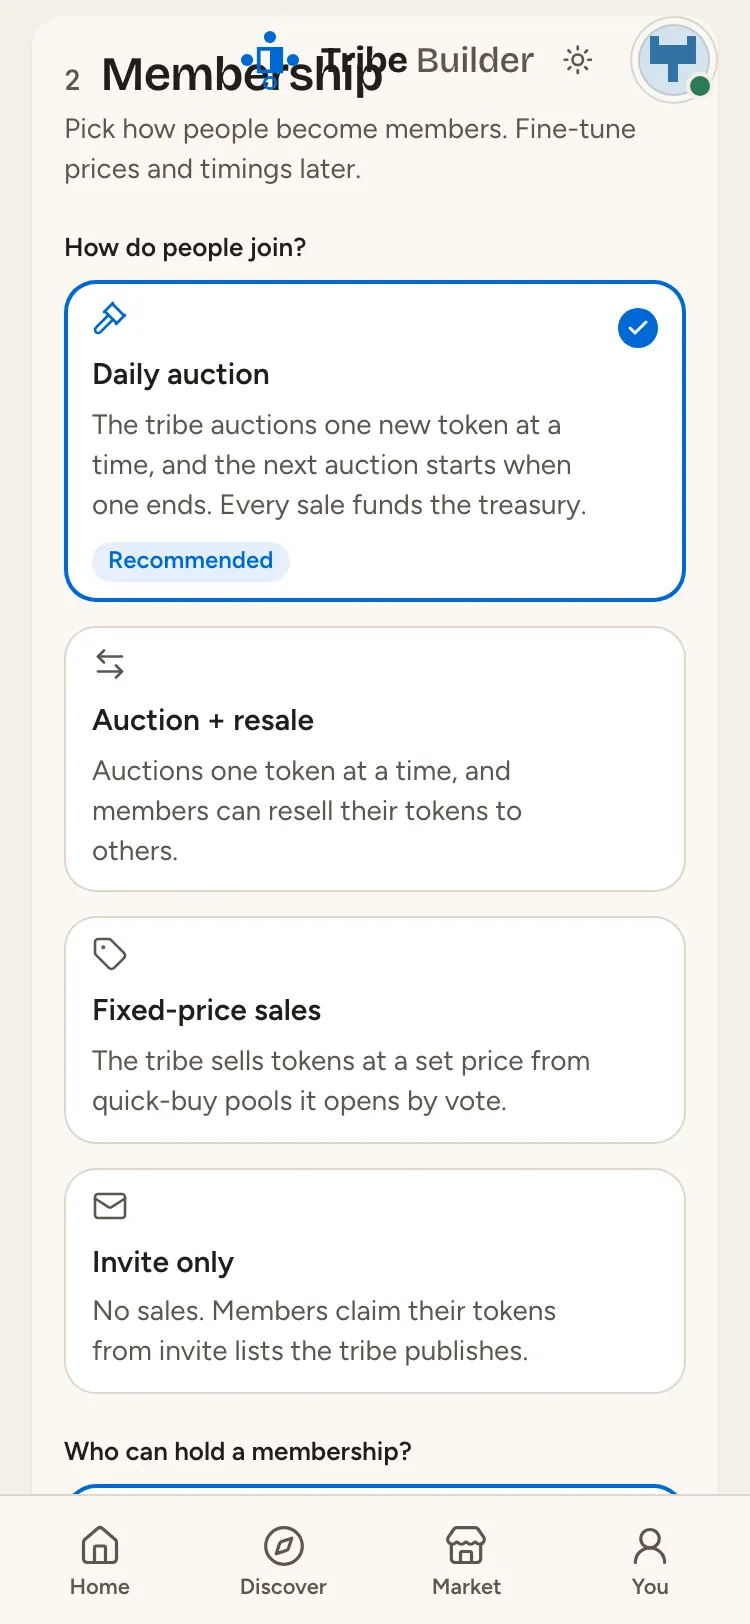 Tribe Builder
2 Membership
Pick how people become members. Fine-tune
prices and timings later.
How do people join?
Daily auction
The tribe auctions one new token at a
time, and the next auction starts when
one ends. Every sale funds the treasury.
Recommended
Auction + resale
Auctions one token at a time, and
members can resell their tokens to
others.
Fixed-price sales
The tribe sells tokens at a set price from
quick-buy pools it opens by vote.
Invite only
No sales. Members claim their tokens
from invite lists the tribe publishes.
Who can hold a membership?
Home
Discover
Market
You